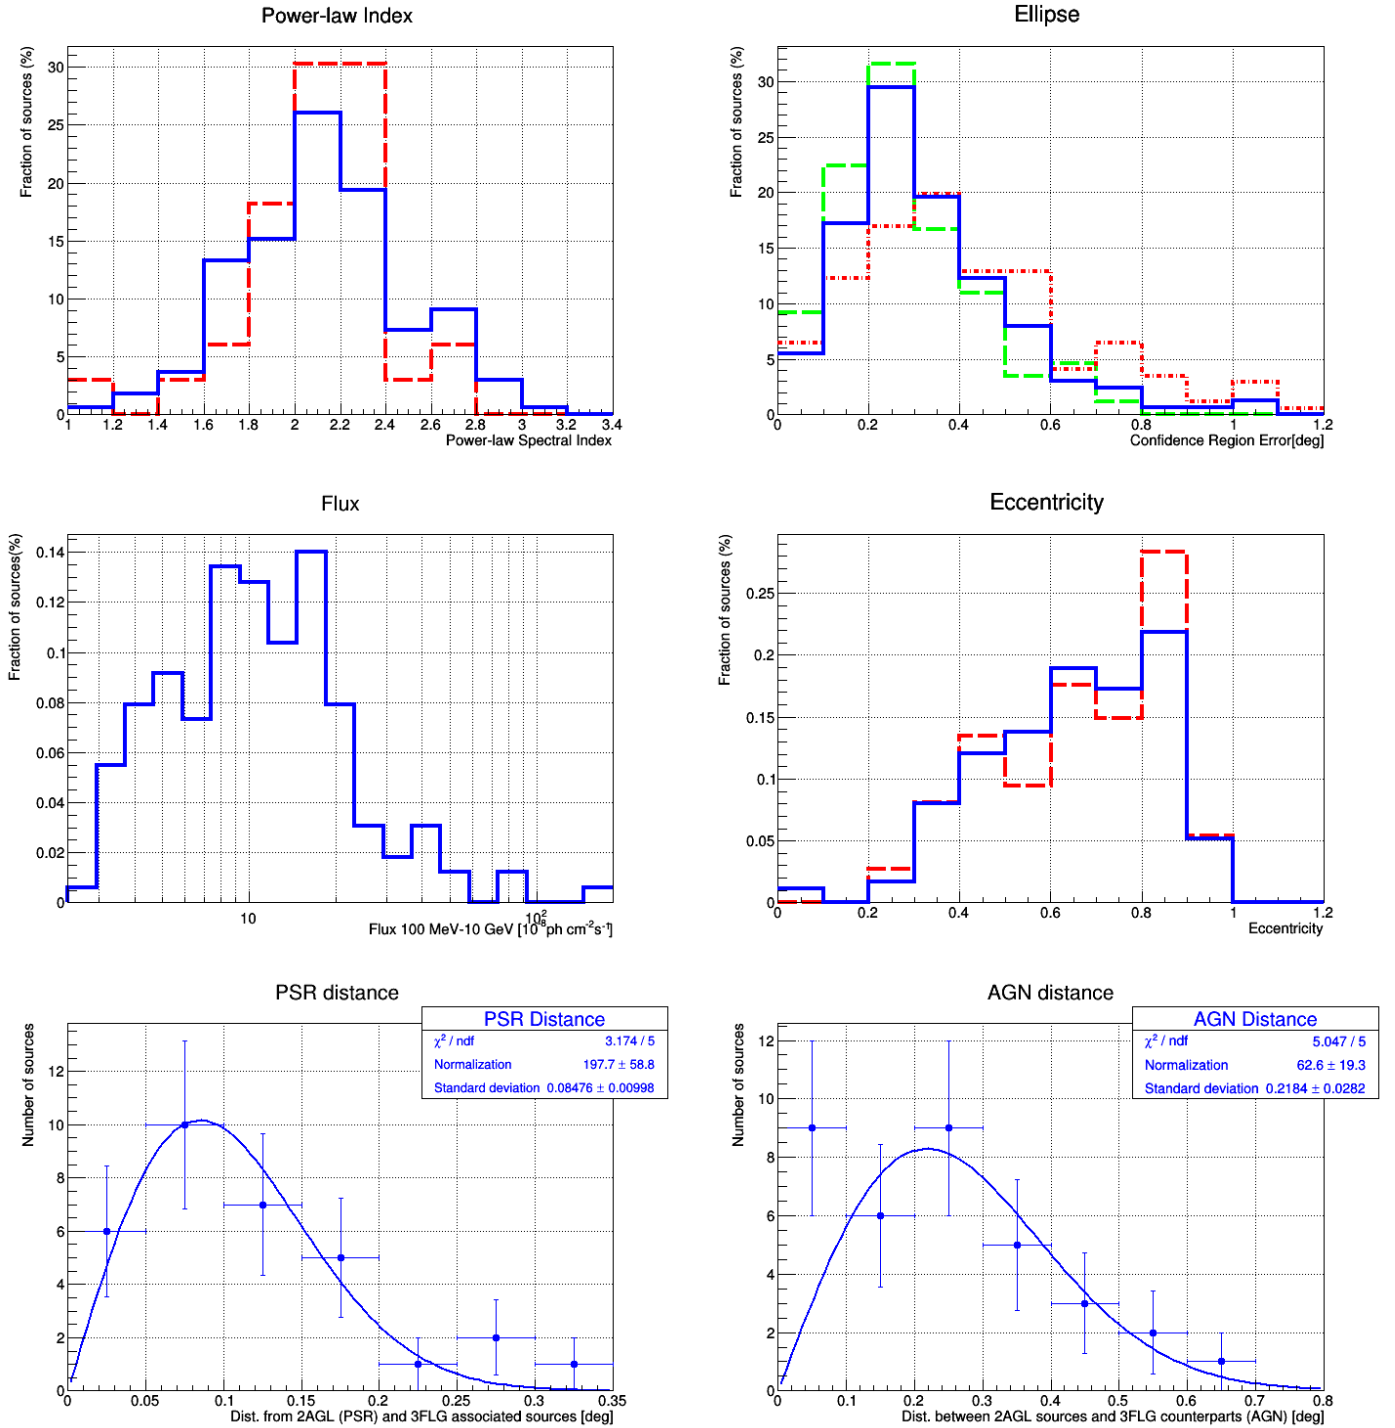 Power-law Index
Fraction of sources (%)
30
25
20
15
10
5
0
1 1.2 1.4 1.6 1.8 2 2.2 2.4 2.6 2.8 3 3.2 3.4
Power-law Spectral Index
Ellipse
Fraction of sources (%)
30
25
20
15
10
5
0
0 0.2 0.4 0.6 0.8 1 1.2
Confidence Region Error[deg]
Flux
Fraction of sources(%)
0.14
0.12
0.1
0.08
0.06
0.04
0.02
0
10 10²
Flux 100 MeV-10 GeV [10⁻⁸ph cm⁻²s⁻¹]
Eccentricity
Fraction of sources (%)
0.25
0.2
0.15
0.1
0.05
0
0 0.2 0.4 0.6 0.8 1 1.2
Eccentricity
PSR distance
PSR Distance
χ² / ndf 3.174 / 5
Normalization 197.7 ± 58.8
Standard deviation 0.08476 ± 0.00998
Number of sources
12
10
8
6
4
2
0
0 0.05 0.1 0.15 0.2 0.25 0.3 0.35
Dist. from 2AGL (PSR) and 3FLG associated sources [deg]
AGN distance
AGN Distance
χ² / ndf 5.047 / 5
Normalization 62.6 ± 19.3
Standard deviation 0.2184 ± 0.0282
Number of sources
12
10
8
6
4
2
0
0 0.1 0.2 0.3 0.4 0.5 0.6 0.7 0.8
Dist. between 2AGL sources and 3FLG counterparts (AGN) [deg]